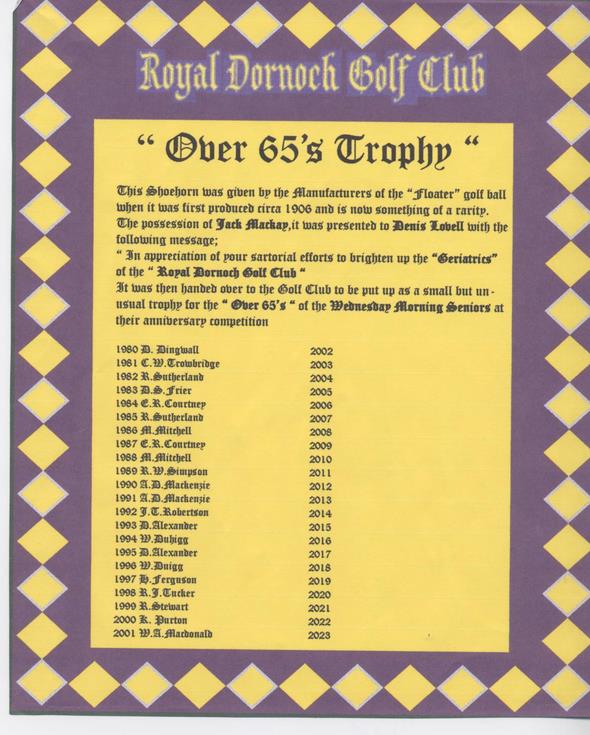 Royal Dornoch Golf Club
“ Over 65's Trophy “
This Shoehorn was given by the Manufacturers of the “Floater” golf ball
when it was first produced circa 1906 and is now something of a rarity.
The possession of Jack Mackay,it was presented to Denis Lovell with the
following message;
“ In appreciation of your sartorial efforts to brighten up the “Geriatrics”
of the “ Royal Dornoch Golf Club “
It was then handed over to the Golf Club to be put up as a small but un-
usual trophy for the “ Over 65's “ of the Wednesday Morning Seniors at
their anniversary competition
1980 D. Dingwall 2002
1981 C.W.Trowbridge 2003
1982 R.Sutherland 2004
1983 D.S.Frier 2005
1984 E.R.Courtney 2006
1985 R.Sutherland 2007
1986 M.Mitchell 2008
1987 E.R.Courtney 2009
1988 M.Mitchell 2010
1989 R.W.Simpson 2011
1990 A.D.Mackenzie 2012
1991 A.D.Mackenzie 2013
1992 J.T.Robertson 2014
1993 D.Alexander 2015
1994 W.Duhigg 2016
1995 D.Alexander 2017
1996 W.Duigg 2018
1997 H.Ferguson 2019
1998 R.J.Tucker 2020
1999 R.Stewart 2021
2000 K. Purton 2022
2001 W.A.Macdonald 2023